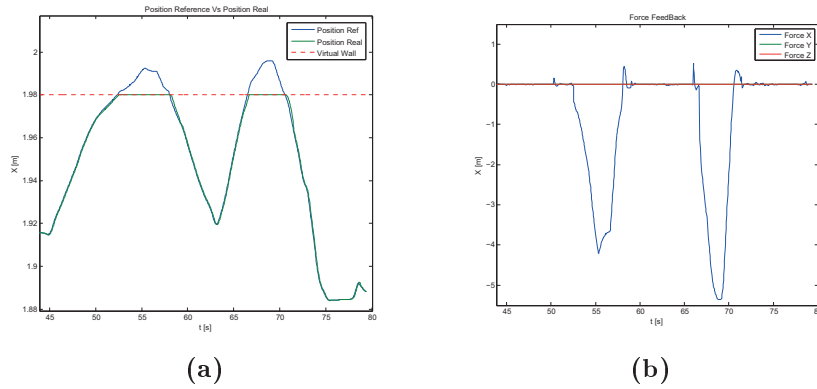 Position Reference Vs Position Real
Position Ref
Position Real
Virtual Wall
2
1.98
1.96
1.94
1.92
1.9
1.88
X [m]
45 50 55 60 65 70 75 80
t [s]
(a)
Force FeedBack
Force X
Force Y
Force Z
1
0
−1
−2
−3
−4
−5
X [m]
45 50 55 60 65 70 75 80
t [s]
(b)